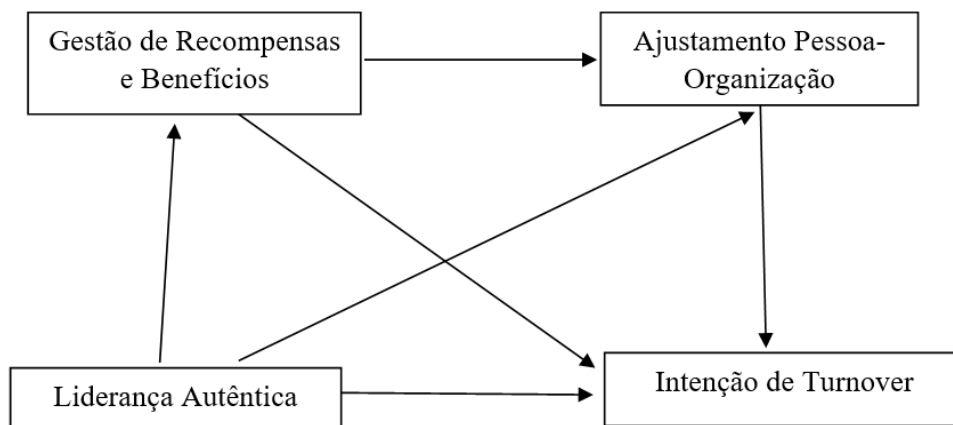 Gestão de Recompensas
e Benefícios
Ajustamento Pessoa-
Organização
Liderança Autêntica
Intenção de Turnover